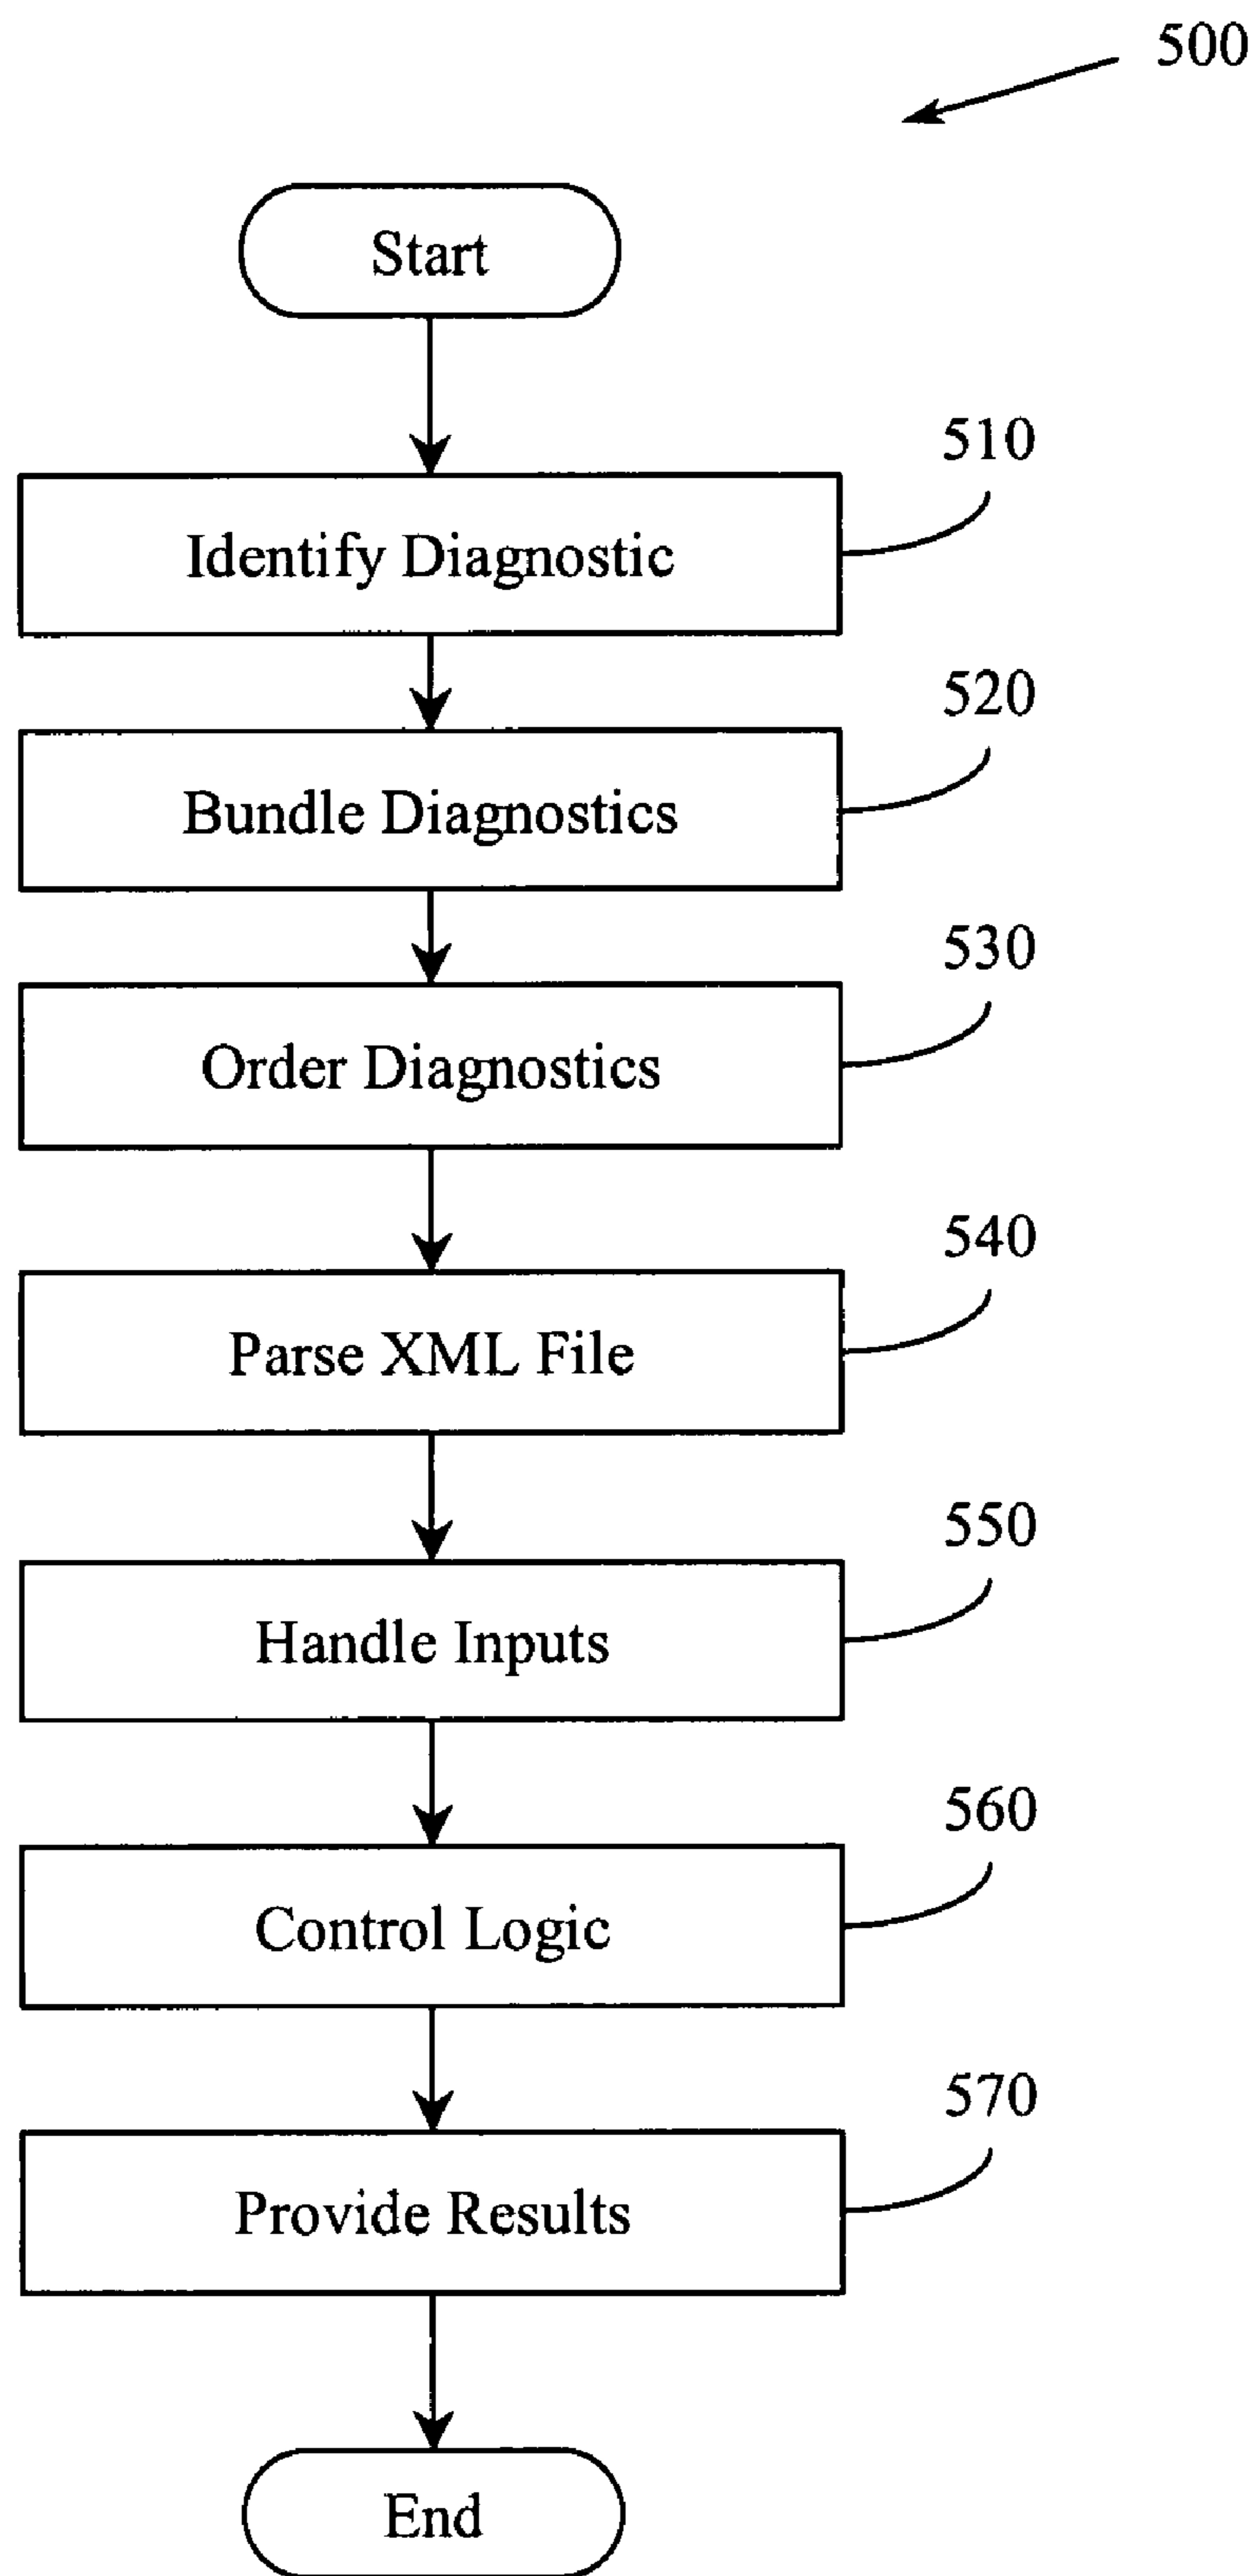 500
Start
510
Identify Diagnostic
520
Bundle Diagnostics
530
Order Diagnostics
540
Parse XML File
550
Handle Inputs
560
Control Logic
570
Provide Results
End